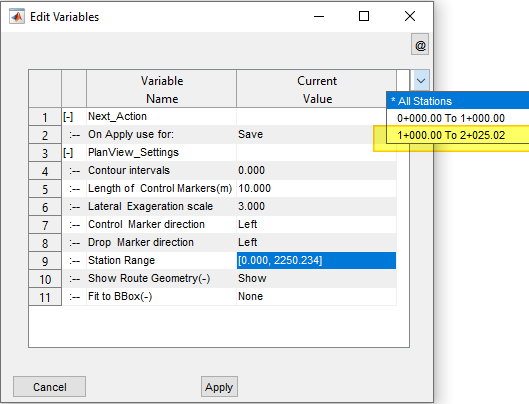 Edit Variables
@
Variable Name Current Value
* All Stations
0+000.00 To 1+000.00
1+000.00 To 2+025.02
1 [-] Next_Action
2 :-- On Apply use for: Save
3 [-] PlanView_Settings
4 :-- Contour intervals 0.000
5 :-- Length of Control Markers(m) 10.000
6 :-- Lateral Exageration scale 3.000
7 :-- Control Marker direction Left
8 :-- Drop Marker direction Left
9 :-- Station Range [0.000, 2250.234]
10 :-- Show Route Geometry(-) Show
11 :-- Fit to BBox(-) None
Cancel Apply